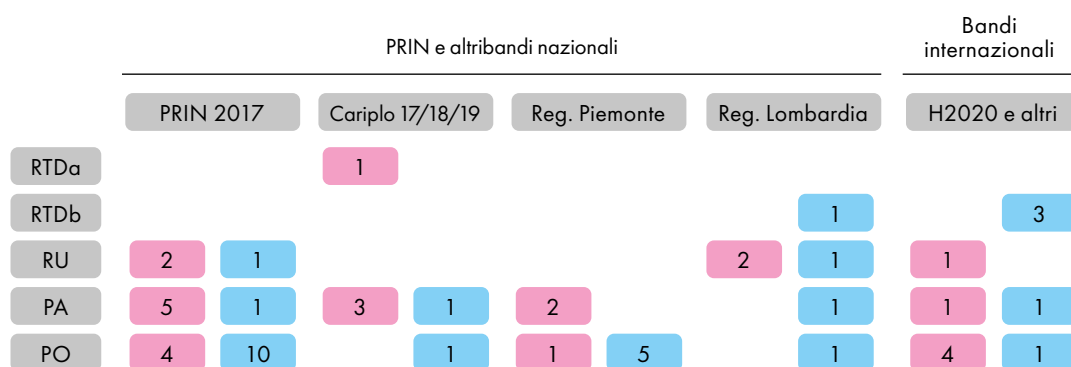 PRIN e altribandi nazionali
Bandi
internazionali
PRIN 2017 Cariplo 17/18/19 Reg. Piemonte Reg. Lombardia H2020 e altri
RTDa 1
RTDb 1 3
RU 2 1 2 1 1
PA 5 1 3 1 2 1 1 1
PO 4 10 1 1 5 1 4 1